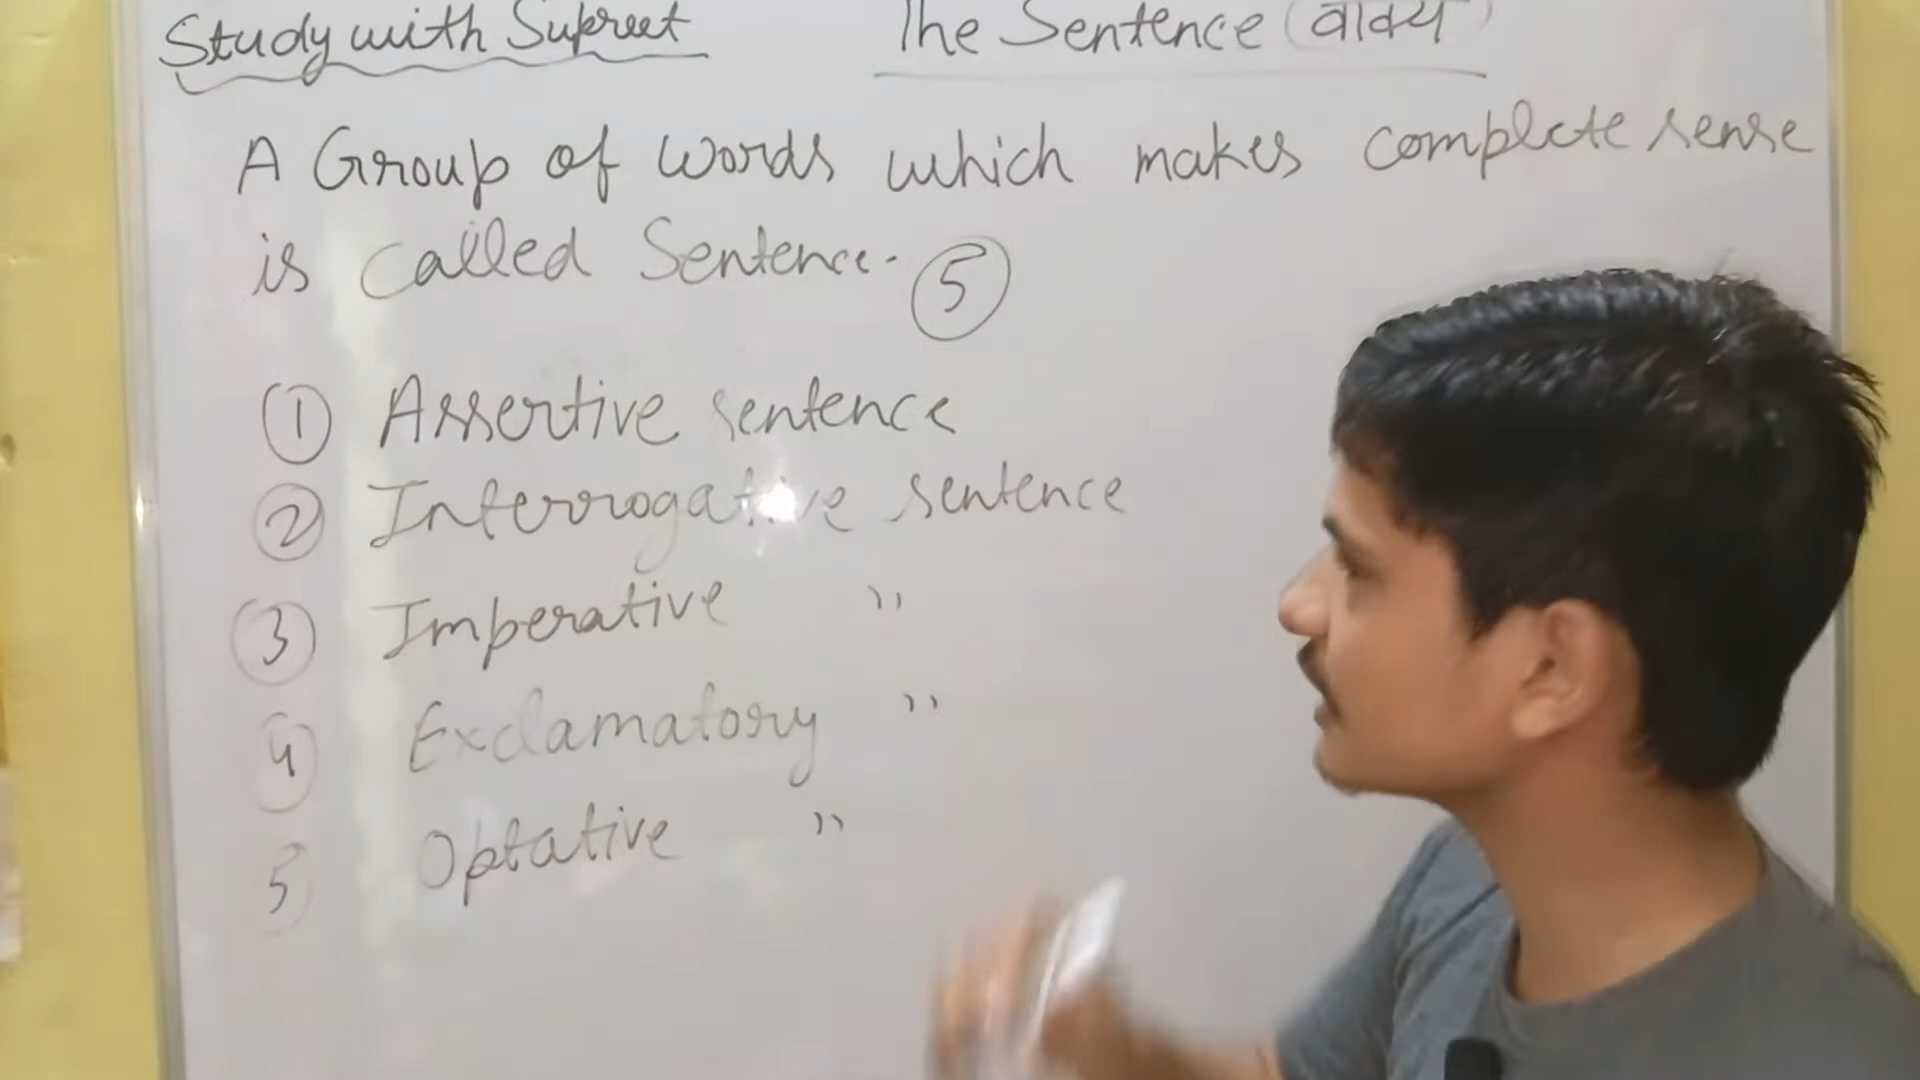 Study with Supreet
The Sentence (वाक्य)
A Group of words which makes complete sense
is called Sentence. 5
1 Assertive sentence
2 Interrogative sentence
3 Imperative "
4 Exclamatory "
5 Optative "